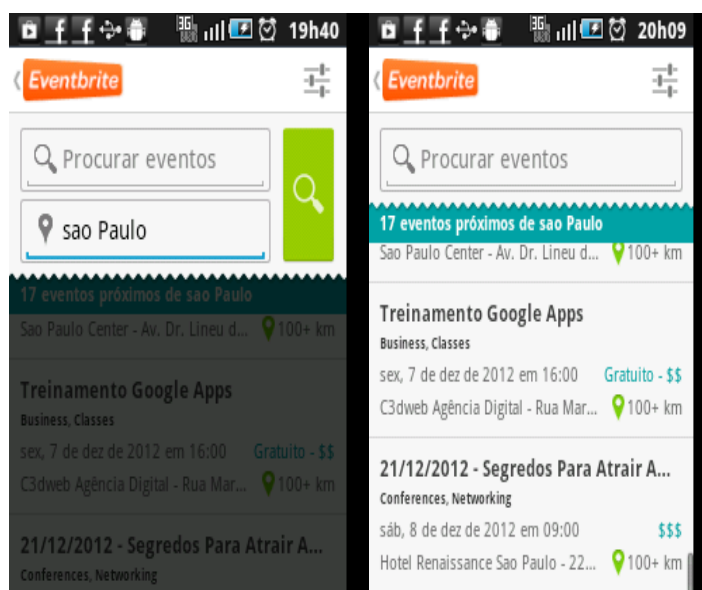 19h40
Eventbrite
Procurar eventos
sao Paulo
17 eventos próximos de sao Paulo
Sao Paulo Center - Av. Dr. Lineu d... 100+ km
Treinamento Google Apps
Business, Classes
sex, 7 de dez de 2012 em 16:00 Gratuito - $$
C3dweb Agência Digital - Rua Mar... 100+ km
21/12/2012 - Segredos Para Atrair A...
Conferences, Networking
3G 20h09
Eventbrite
Procurar eventos
17 eventos próximos de sao Paulo
Sao Paulo Center - Av. Dr. Lineu d... 100+ km
Treinamento Google Apps
Business, Classes
sex, 7 de dez de 2012 em 16:00 Gratuito - $$
C3dweb Agência Digital - Rua Mar... 100+ km
21/12/2012 - Segredos Para Atrair A...
Conferences, Networking
sáb, 8 de dez de 2012 em 09:00 $$$
Hotel Renaissance Sao Paulo - 22... 100+ km